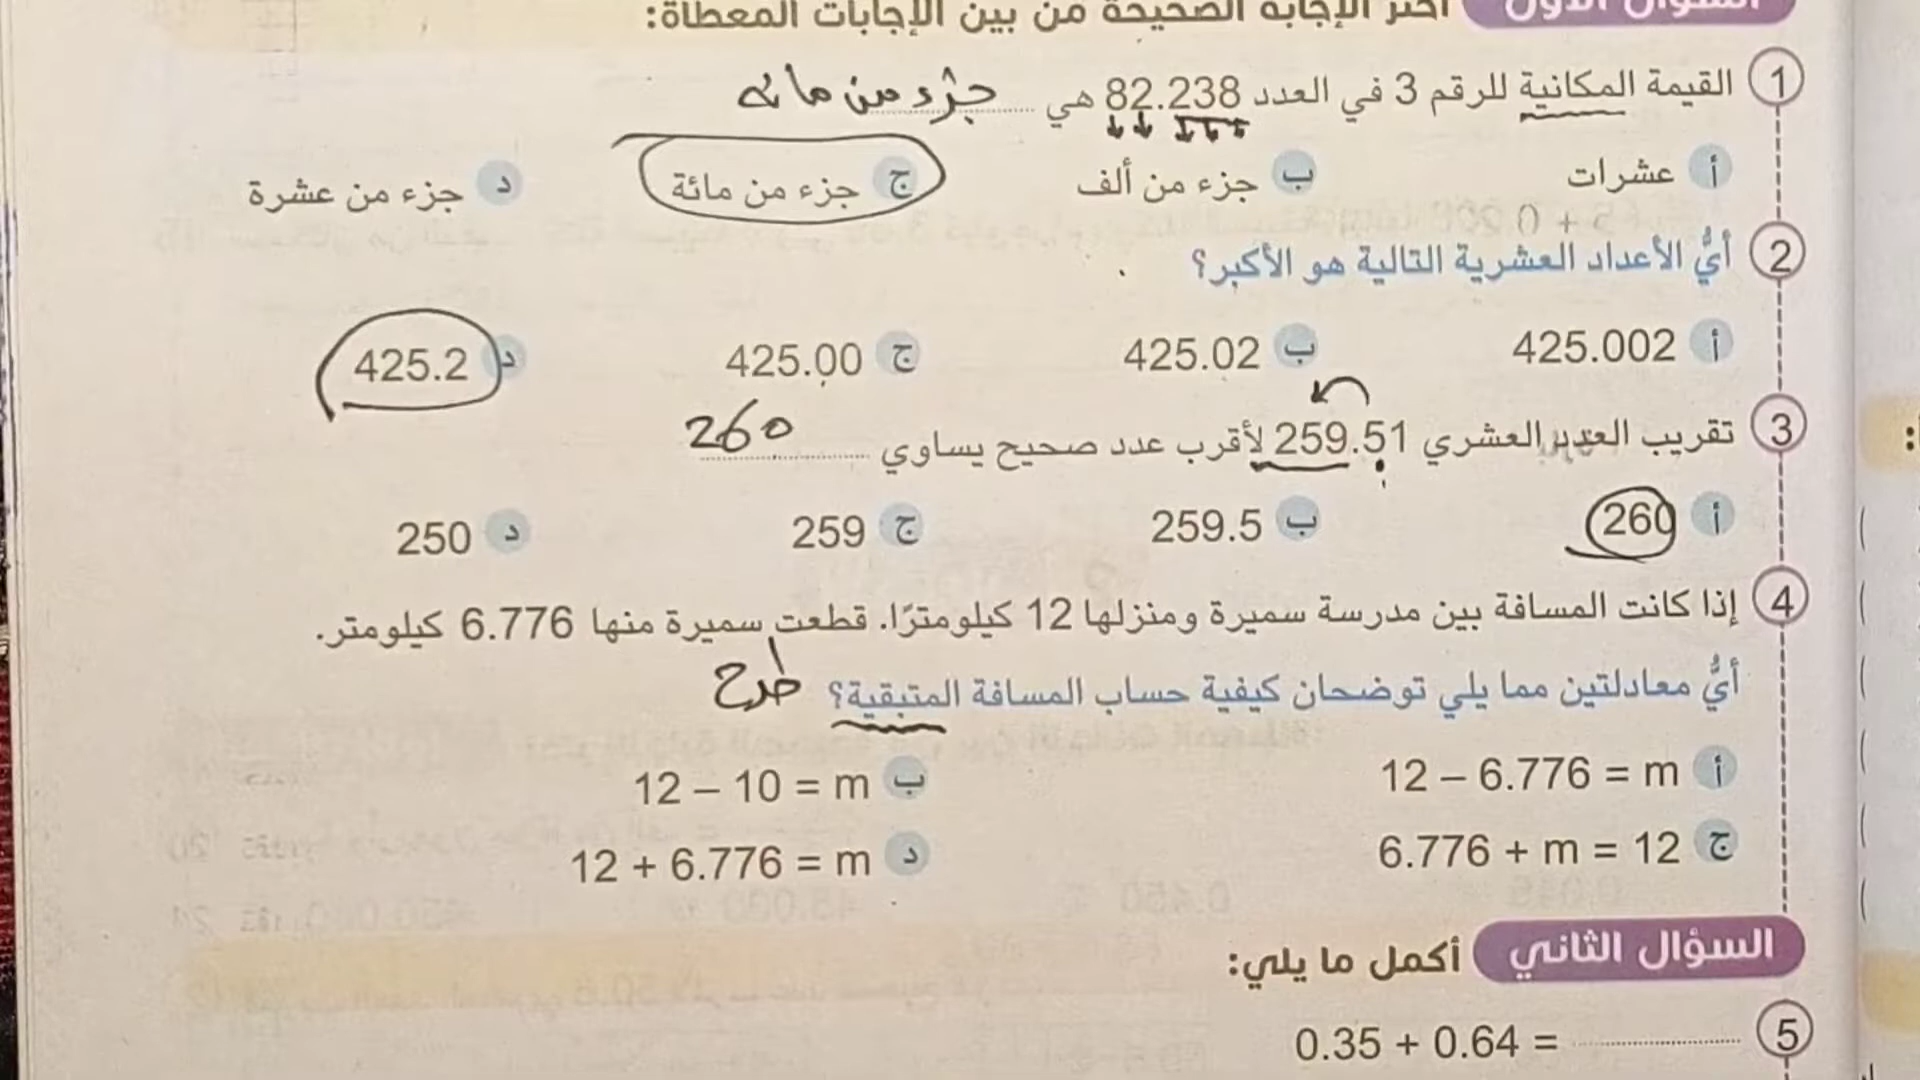 السؤال الأول اختر الإجابة الصحيحة من بين الإجابات المعطاة:
1 القيمة المكانية للرقم 3 في العدد 82.238 هي جزء من مائه
أ عشرات ب جزء من ألف ج جزء من مائة د جزء من عشرة
2 أيُّ الأعداد العشرية التالية هو الأكبر؟
أ 425.002 ب 425.02 ج 425.00 د 425.2
3 تقريب العدد العشري 259.51 لأقرب عدد صحيح يساوي 260
أ 260 ب 259.5 ج 259 د 250
4 إذا كانت المسافة بين مدرسة سميرة ومنزلها 12 كيلومترًا. قطعت سميرة منها 6.776 كيلومتر.
أيُّ معادلتين مما يلي توضحان كيفية حساب المسافة المتبقية؟ طرح
أ 12 – 6.776 = m ب 12 – 10 = m
ج 6.776 + m = 12 د 12 + 6.776 = m
السؤال الثاني أكمل ما يلي:
5 0.35 + 0.64 =